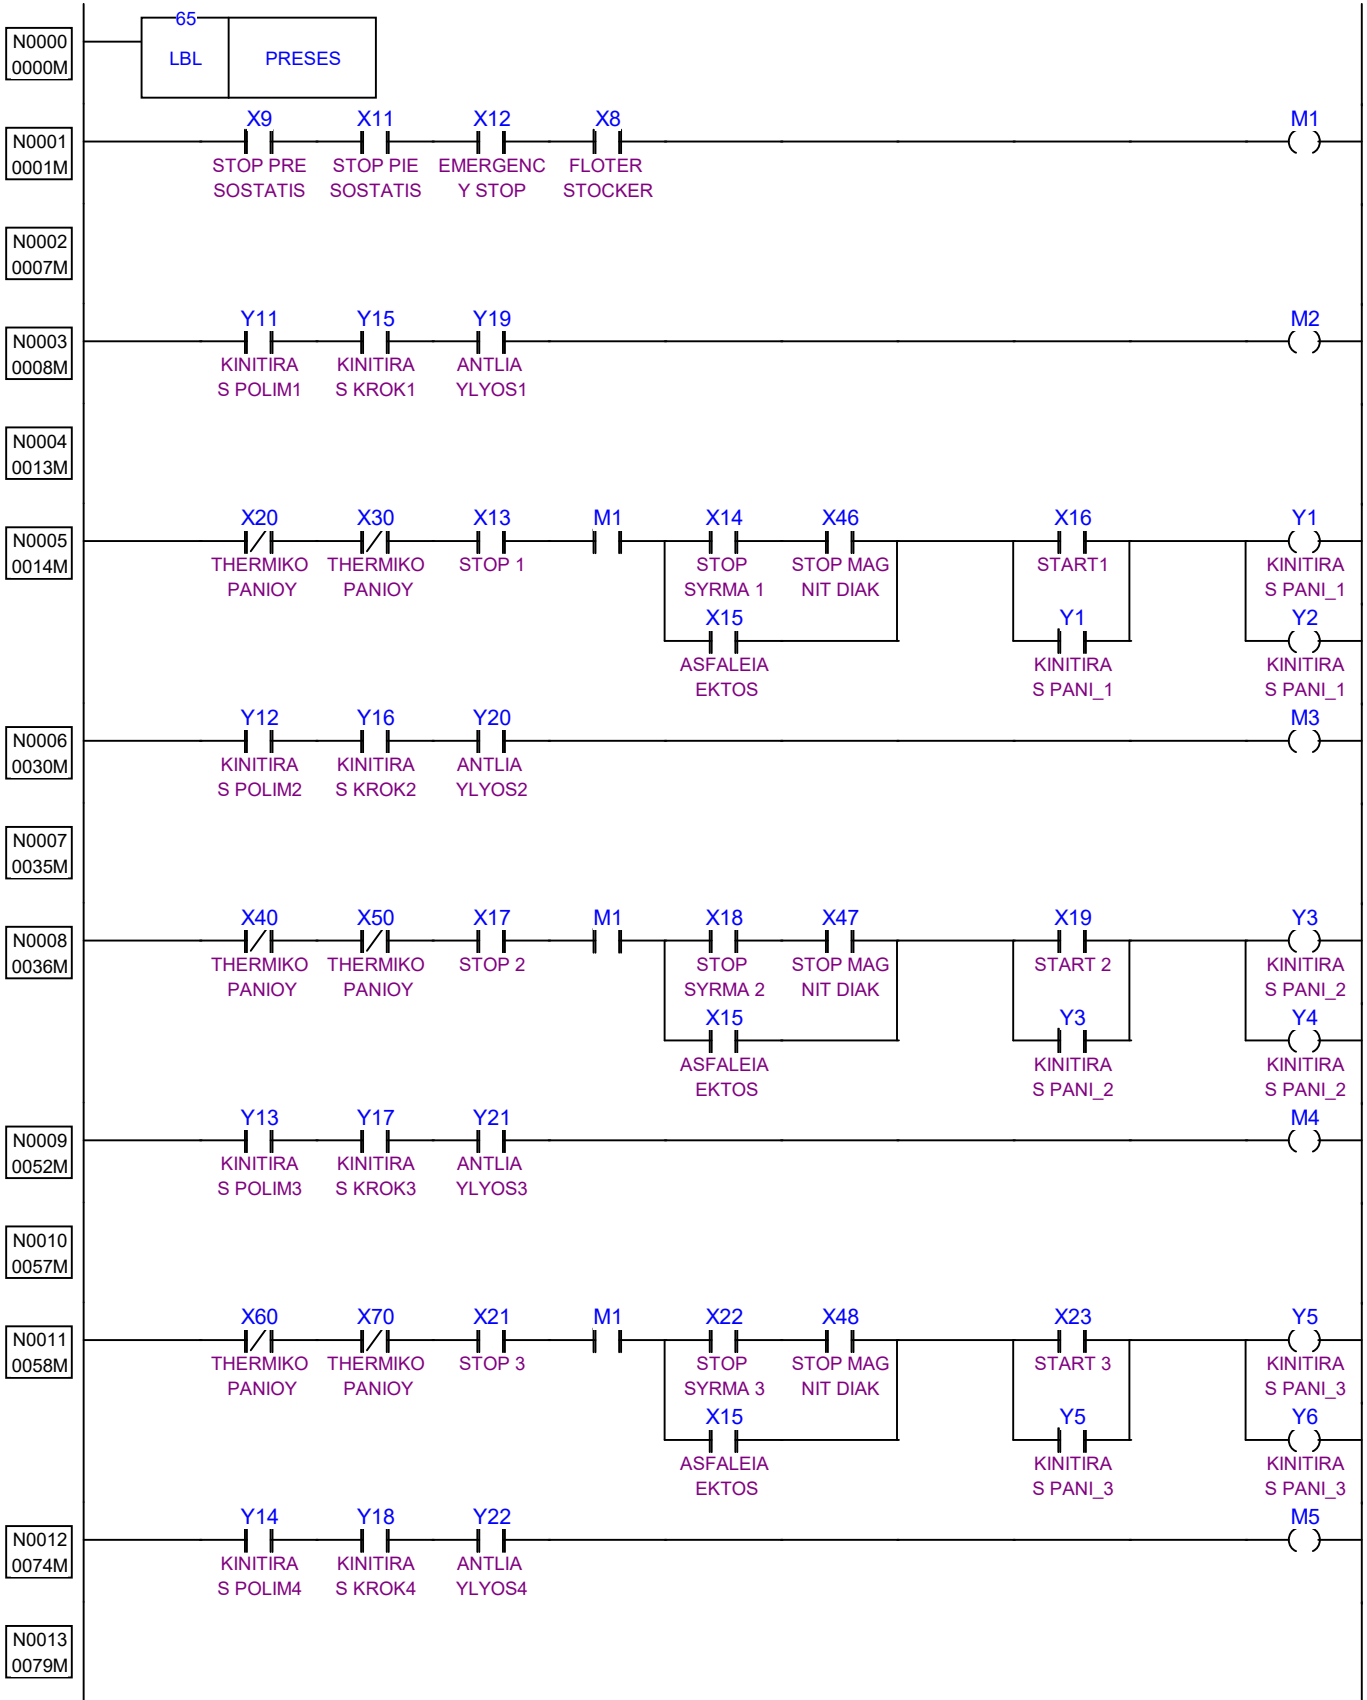 65
N0000
0000M
LBL PRESES
X9 X11 X12 X8 M1
N0001
0001M
STOP PRE STOP PIE EMERGENC FLOTER
SOSTATIS SOSTATIS Y STOP STOCKER
N0002
0007M
Y11 Y15 Y19 M2
N0003
0008M
KINITIRA KINITIRA ANTLIA
S POLIM1 S KROK1 YLYOS1
N0004
0013M
X20 X30 X13 M1 X14 X46 X16 Y1
N0005
0014M
THERMIKO THERMIKO STOP 1 STOP STOP MAG START1 KINITIRA
PANIOY PANIOY SYRMA 1 NIT DIAK S PANI_1
X15 Y1 Y2
ASFALEIA KINITIRA KINITIRA
EKTOS S PANI_1 S PANI_1
Y12 Y16 Y20 M3
N0006
0030M
KINITIRA KINITIRA ANTLIA
S POLIM2 S KROK2 YLYOS2
N0007
0035M
X40 X50 X17 M1 X18 X47 X19 Y3
N0008
0036M
THERMIKO THERMIKO STOP 2 STOP STOP MAG START 2 KINITIRA
PANIOY PANIOY SYRMA 2 NIT DIAK S PANI_2
X15 Y3 Y4
ASFALEIA KINITIRA KINITIRA
EKTOS S PANI_2 S PANI_2
Y13 Y17 Y21 M4
N0009
0052M
KINITIRA KINITIRA ANTLIA
S POLIM3 S KROK3 YLYOS3
N0010
0057M
X60 X70 X21 M1 X22 X48 X23 Y5
N0011
0058M
THERMIKO THERMIKO STOP 3 STOP STOP MAG START 3 KINITIRA
PANIOY PANIOY SYRMA 3 NIT DIAK S PANI_3
X15 Y5 Y6
ASFALEIA KINITIRA KINITIRA
EKTOS S PANI_3 S PANI_3
Y14 Y18 Y22 M5
N0012
0074M
KINITIRA KINITIRA ANTLIA
S POLIM4 S KROK4 YLYOS4
N0013
0079M